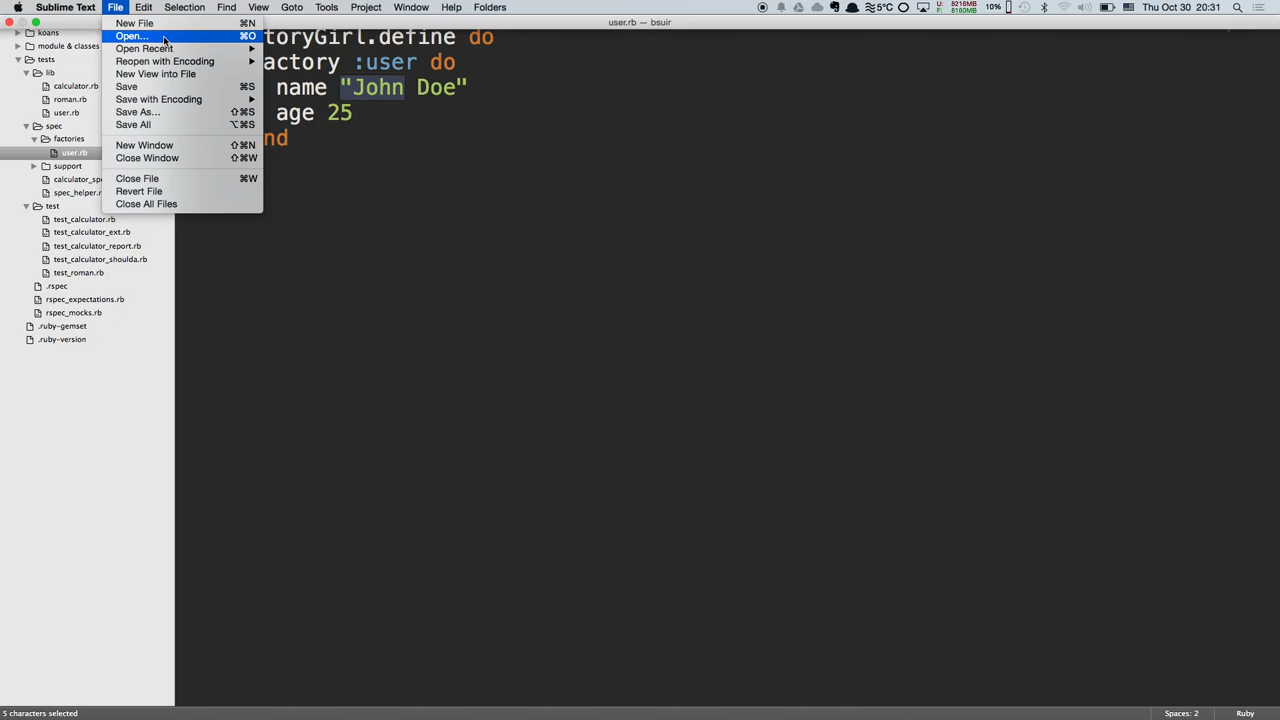 Sublime Text File Edit Selection Find View Goto Tools Project Window Help Folders 5°C U: 8216MB F: 8160MB 10% Thu Oct 30 20:31
user.rb — bsuir
New File ⌘N
Open... ⌘O
Open Recent
Reopen with Encoding
New View into File
Save ⌘S
Save with Encoding
Save As... ⇧⌘S
Save All ⌥⌘S
New Window ⇧⌘N
Close Window ⇧⌘W
Close File ⌘W
Revert File
Close All Files
koans
module & classes
tests
lib
calculator.rb
roman.rb
user.rb
spec
factories
user.rb
support
calculator_sp
spec_helper.r
test
test_calculator.rb
test_calculator_ext.rb
test_calculator_report.rb
test_calculator_shoulda.rb
test_roman.rb
.rspec
rspec_expectations.rb
rspec_mocks.rb
.ruby-gemset
.ruby-version
toryGirl.define do
actory :user do
name "John Doe"
age 25
nd
5 characters selected Spaces: 2 Ruby